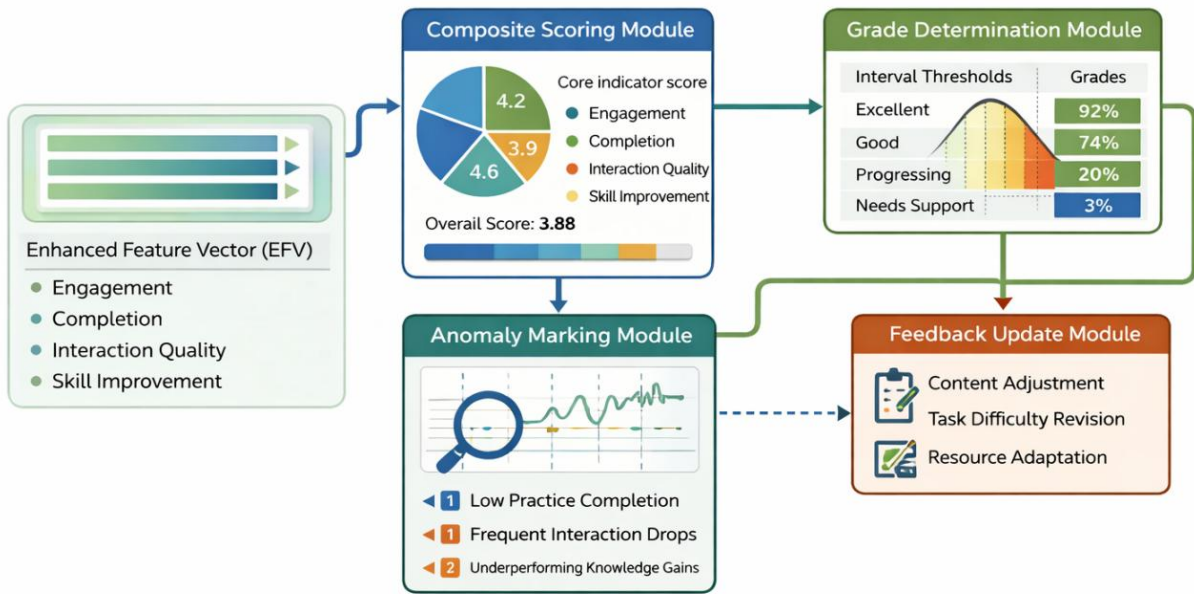 Enhanced Feature Vector (EFV)
Engagement
Completion
Interaction Quality
Skill Improvement
Composite Scoring Module
4.2
3.9
4.6
Core indicator score
Engagement
Completion
Interaction Quality
Skill Improvement
Overail Score: 3.88
Grade Determination Module
Interval Thresholds Grades
Excellent 92%
Good 74%
Progressing 20%
Needs Support 3%
Anomaly Marking Module
1 Low Practice Completion
1 Frequent Interaction Drops
2 Underperforming Knowledge Gains
Feedback Update Module
Content Adjustment
Task Difficulty Revision
Resource Adaptation